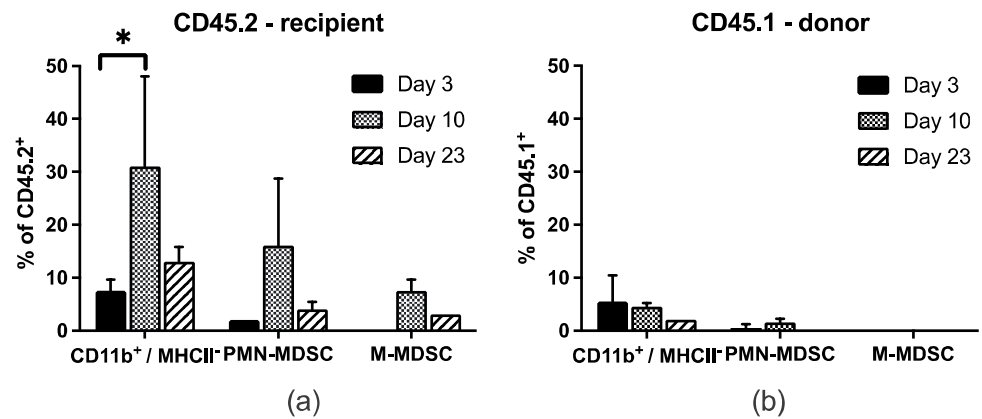 CD45.2 - recipient
*
% of CD45.2⁺
50
40
30
20
10
0
Day 3
Day 10
Day 23
CD11b⁺ / MHCII⁻ PMN-MDSC M-MDSC
(a)
CD45.1 - donor
% of CD45.1⁺
50
40
30
20
10
0
Day 3
Day 10
Day 23
CD11b⁺ / MHCII⁻ PMN-MDSC M-MDSC
(b)